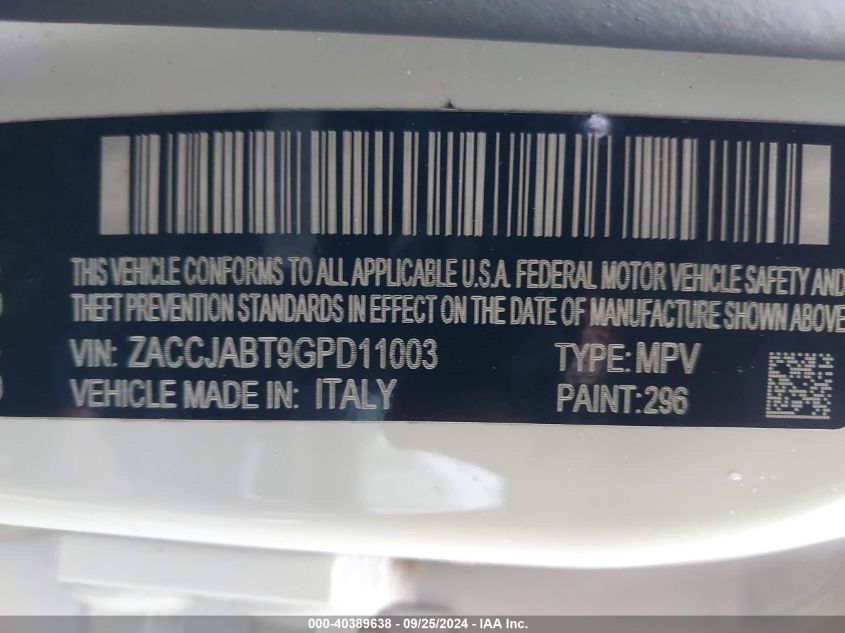 THIS VEHICLE CONFORMS TO ALL APPLICABLE U.S.A. FEDERAL MOTOR VEHICLE SAFETY AND
THEFT PREVENTION STANDARDS IN EFFECT ON THE DATE OF MANUFACTURE SHOWN ABOVE
VIN: ZACCJABT9GPD11003 TYPE: MPV
VEHICLE MADE IN: ITALY PAINT:296
000-40389638 - 09/25/2024 - IAA, Inc.